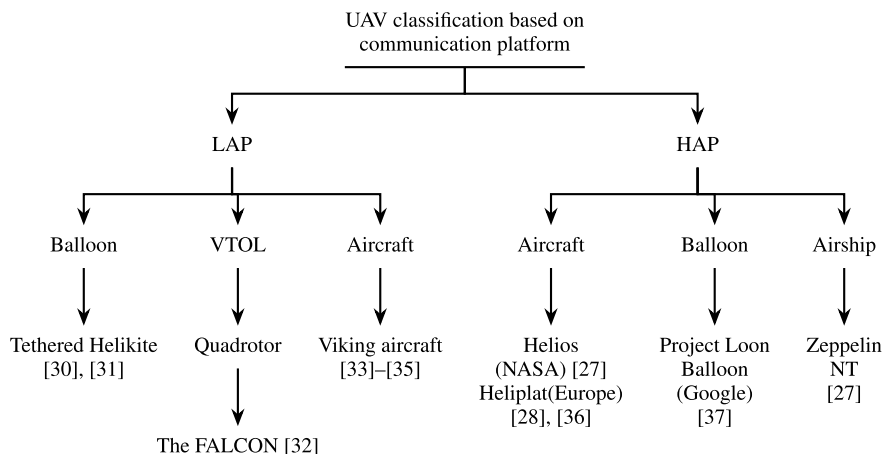 UAV classification based on
communication platform
LAP
HAP
Balloon
VTOL
Aircraft
Aircraft
Balloon
Airship
Tethered Helikite
[30], [31]
Quadrotor
Viking aircraft
[33]–[35]
Helios
(NASA) [27]
Heliplat(Europe)
[28], [36]
Project Loon
Balloon
(Google)
[37]
Zeppelin
NT
[27]
The FALCON [32]